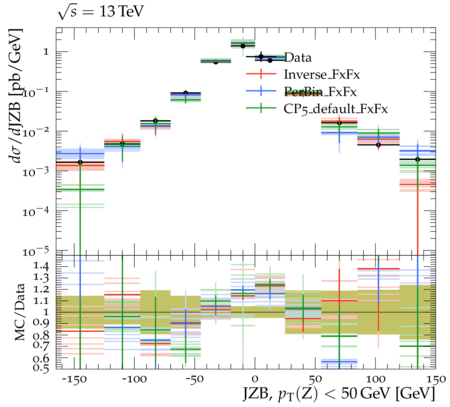 √s = 13 TeV
dσ/dJZB [pb/GeV]
1
10⁻¹
10⁻²
10⁻³
10⁻⁴
10⁻⁵
Data
Inverse_FxFx
PerBin_FxFx
CP5_default_FxFx
MC/Data
1.4
1.3
1.2
1.1
1.0
0.9
0.8
0.7
0.6
0.5
-150 -100 -50 0 50 100 150
JZB, pT(Z) < 50 GeV [GeV]